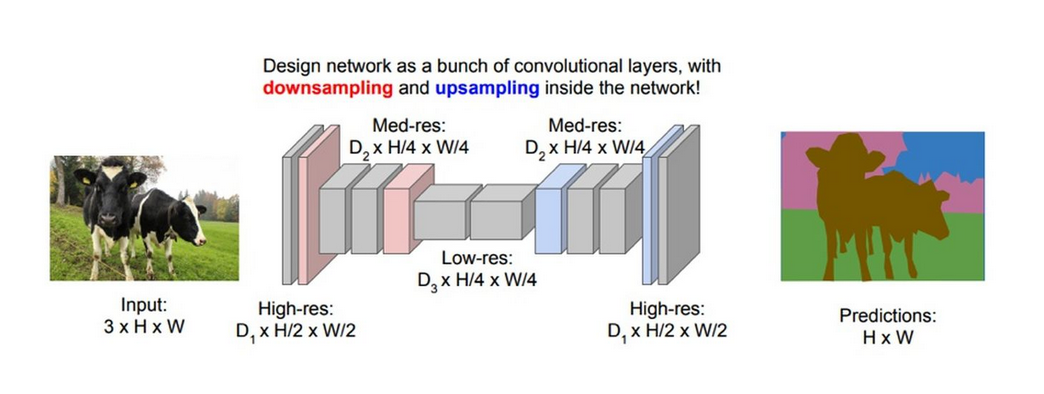 Design network as a bunch of convolutional layers, with
downsampling and upsampling inside the network!
Med-res:
D₂ x H/4 x W/4
Med-res:
D₂ x H/4 x W/4
Low-res:
D₃ x H/4 x W/4
Input:
3 x H x W
High-res:
D₁ x H/2 x W/2
High-res:
D₁ x H/2 x W/2
Predictions:
H x W